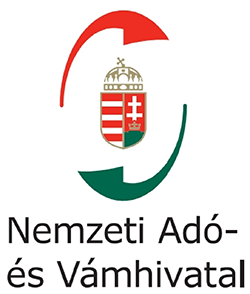 Nemzeti Adó-
és Vámhivatal